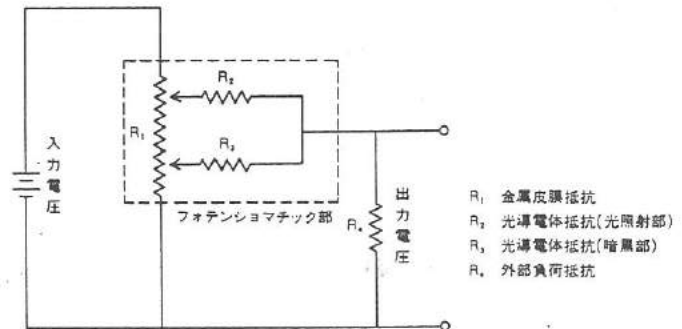 R₂
R₁
R₃
入力電圧
フォテンショマチック部
R₄
出力電圧
R₁ 金属皮膜抵抗
R₂ 光導電体抵抗(光照射部)
R₃ 光導電体抵抗(暗黒部)
R₄ 外部負荷抵抗